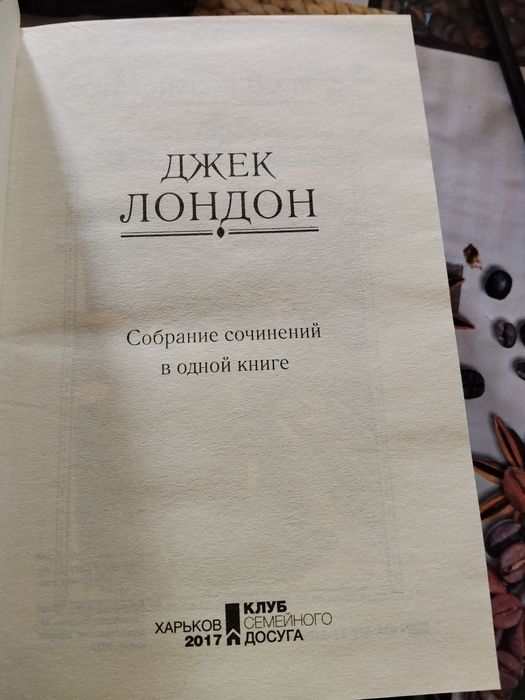 ДЖЕК
ЛОНДОН
Собрание сочинений
в одной книге
ХАРЬКОВ
2017
КЛУБ
СЕМЕЙНОГО
ДОСУГА